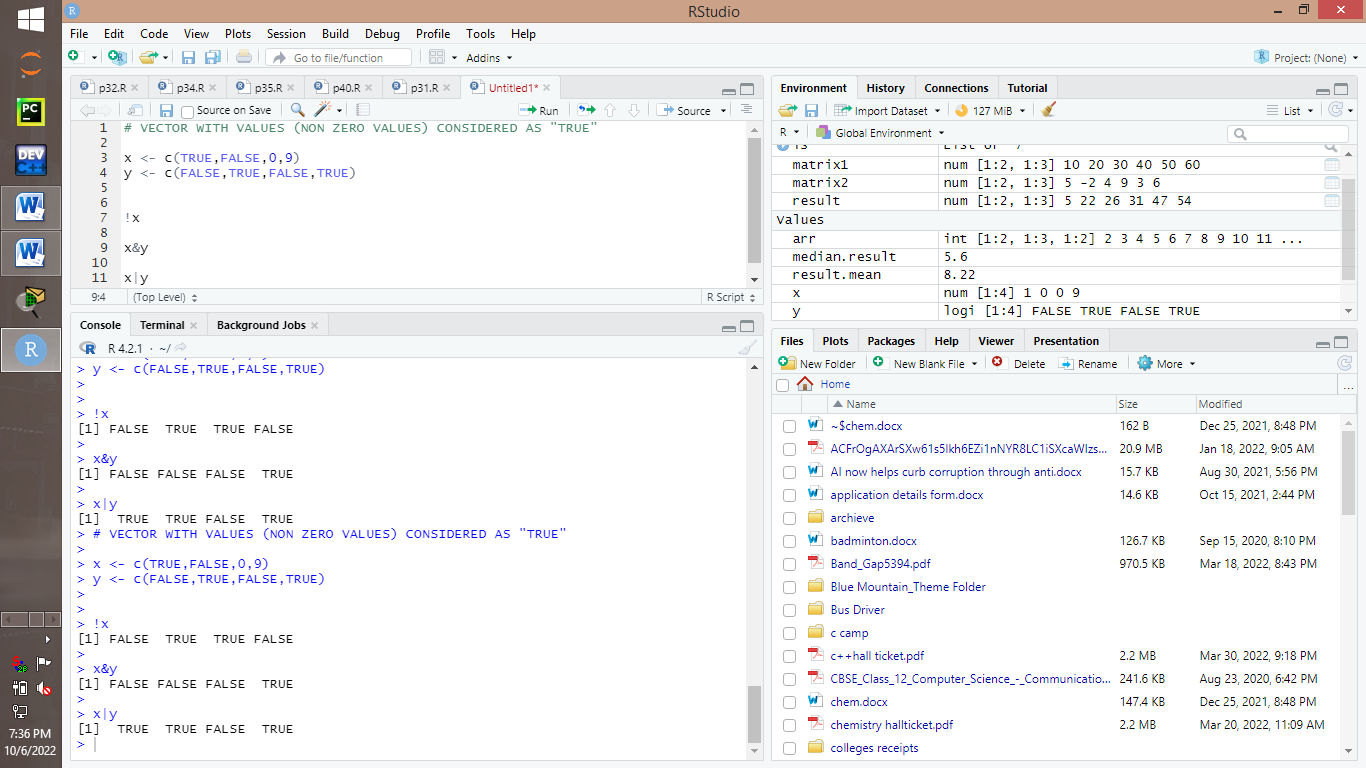 RStudio
File Edit Code View Plots Session Build Debug Profile Tools Help
Go to file/function Addins Project: (None)
p32.R p34.R p35.R p40.R p31.R Untitled1*
Source on Save Run Source
1 # VECTOR WITH VALUES (NON ZERO VALUES) CONSIDERED AS "TRUE"
2
3 x <- c(TRUE,FALSE,0,9)
4 y <- c(FALSE,TRUE,FALSE,TRUE)
5
6
7 !x
8
9 x&y
10
11 x|y
9:4 (Top Level) R Script
Console Terminal Background Jobs
R 4.2.1 · ~/
> y <- c(FALSE,TRUE,FALSE,TRUE)
>
>
> !x
[1] FALSE TRUE TRUE FALSE
>
> x&y
[1] FALSE FALSE FALSE TRUE
>
> x|y
[1] TRUE TRUE FALSE TRUE
> # VECTOR WITH VALUES (NON ZERO VALUES) CONSIDERED AS "TRUE"
>
> x <- c(TRUE,FALSE,0,9)
> y <- c(FALSE,TRUE,FALSE,TRUE)
>
>
> !x
[1] FALSE TRUE TRUE FALSE
>
> x&y
[1] FALSE FALSE FALSE TRUE
>
> x|y
[1] TRUE TRUE FALSE TRUE
>
Environment History Connections Tutorial
Import Dataset 127 MiB List
R Global Environment
matrix1 num [1:2, 1:3] 10 20 30 40 50 60
matrix2 num [1:2, 1:3] 5 -2 4 9 3 6
result num [1:2, 1:3] 5 22 26 31 47 54
Values
arr int [1:2, 1:3, 1:2] 2 3 4 5 6 7 8 9 10 11 ...
median.result 5.6
result.mean 8.22
x num [1:4] 1 0 0 9
y logi [1:4] FALSE TRUE FALSE TRUE
Files Plots Packages Help Viewer Presentation
New Folder New Blank File Delete Rename More
Home ...
Name Size Modified
~$chem.docx 162 B Dec 25, 2021, 8:48 PM
20.9 MB Jan 18, 2022, 9:05 AM
AI now helps curb corruption through anti.docx 15.7 KB Aug 30, 2021, 5:56 PM
application details form.docx 14.6 KB Oct 15, 2021, 2:44 PM
archieve
badminton.docx 126.7 KB Sep 15, 2020, 8:10 PM
Band_Gap5394.pdf 970.5 KB Mar 18, 2022, 8:43 PM
Blue Mountain_Theme Folder
Bus Driver
c camp
c++hall ticket.pdf 2.2 MB Mar 30, 2022, 9:18 PM
CBSE_Class_12_Computer_Science_-_Communicatio... 241.6 KB Aug 23, 2020, 6:42 PM
chem.docx 147.4 KB Dec 25, 2021, 8:48 PM
chemistry hallticket.pdf 2.2 MB Mar 20, 2022, 11:09 AM
colleges receipts
PC
DEV C++
7:36 PM
10/6/2022